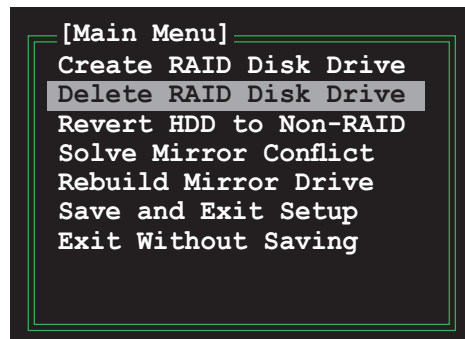 [Main Menu]
Create RAID Disk Drive
Delete RAID Disk Drive
Revert HDD to Non-RAID
Solve Mirror Conflict
Rebuild Mirror Drive
Save and Exit Setup
Exit Without Saving